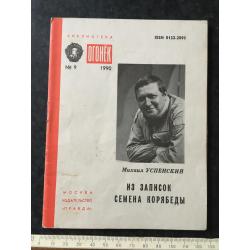 БИБЛИОТЕКА
ОГОНЕК
№ 9
1990
ISSN 0132-2095
Михаил УСПЕНСКИЙ
ИЗ ЗАПИСОК
СЕМЕНА КОРЯБЕДЫ
МОСКВА
ИЗДАТЕЛЬСТВО
«ПРАВДА»